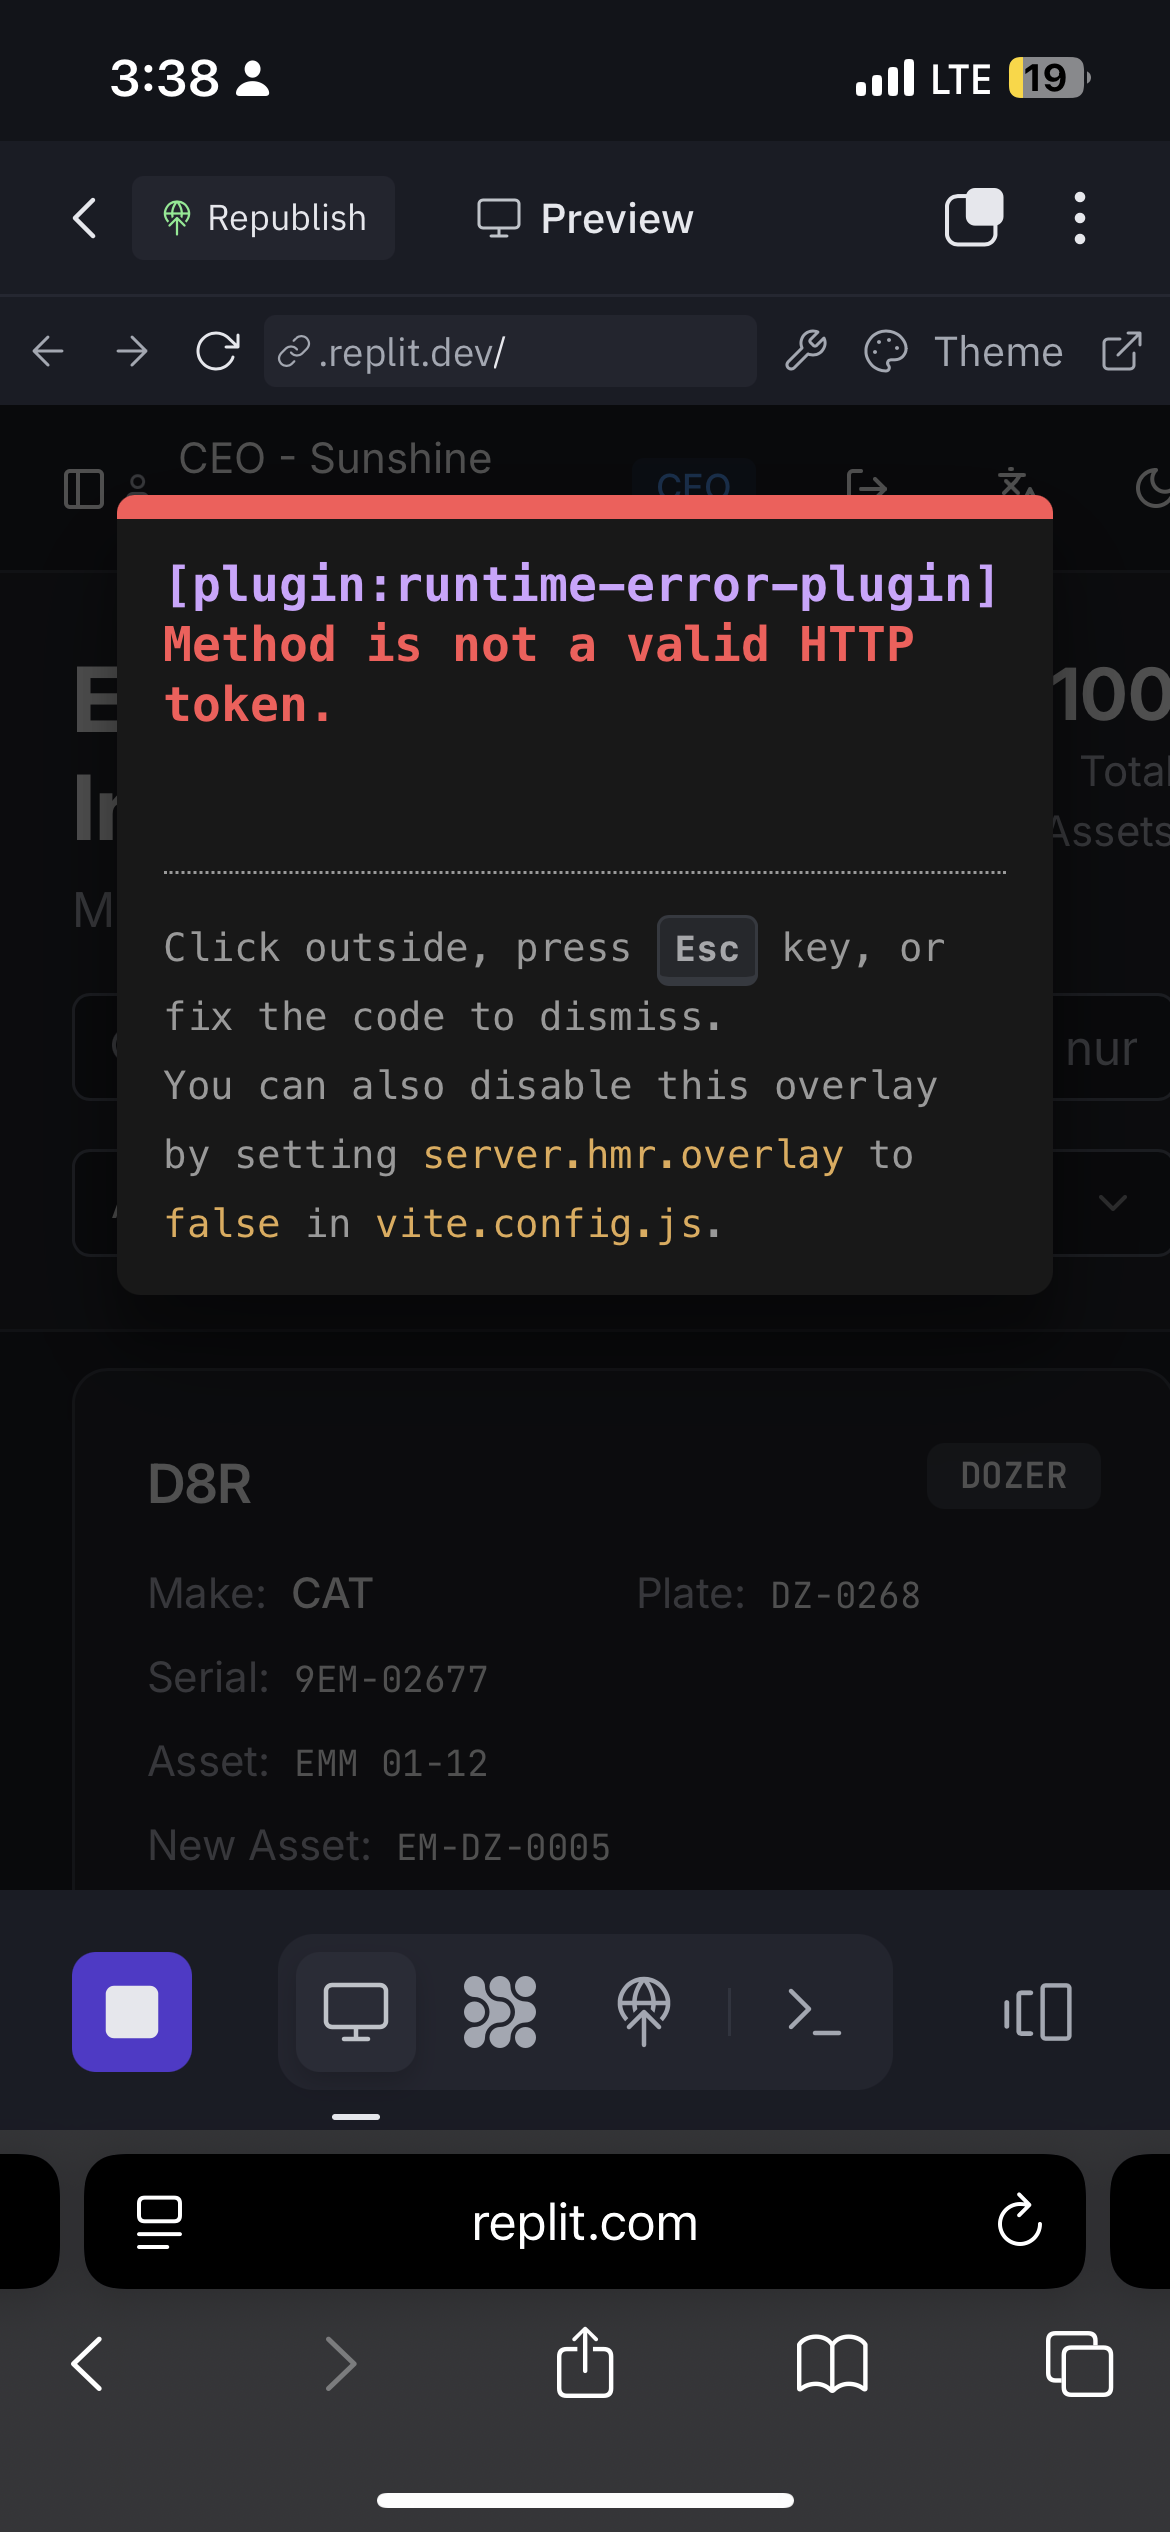 3:38 LTE 19
Republish Preview
.replit.dev/ Theme
CEO - Sunshine
CEO
[plugin:runtime-error-plugin]
Method is not a valid HTTP
token.
100
Total
Assets
Click outside, press Esc key, or
fix the code to dismiss.
nur
You can also disable this overlay
by setting server.hmr.overlay to
false in vite.config.js.
D8R DOZER
Make: CAT Plate: DZ-0268
Serial: 9EM-02677
Asset: EMM 01-12
New Asset: EM-DZ-0005
replit.com